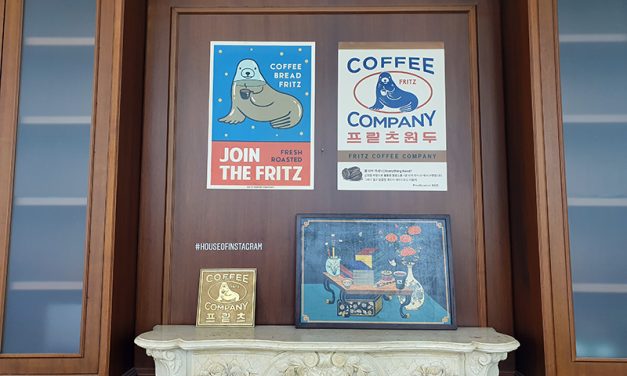 COFFEE
BREAD
FRITZ
FRESH
ROASTED
JOIN
THE FRITZ
COFFEE
FRITZ
COMPANY
프릳츠원두
FRITZ COFFEE COMPANY
#HOUSEOFINSTAGRAM
COFFEE
COMPANY
프릳츠